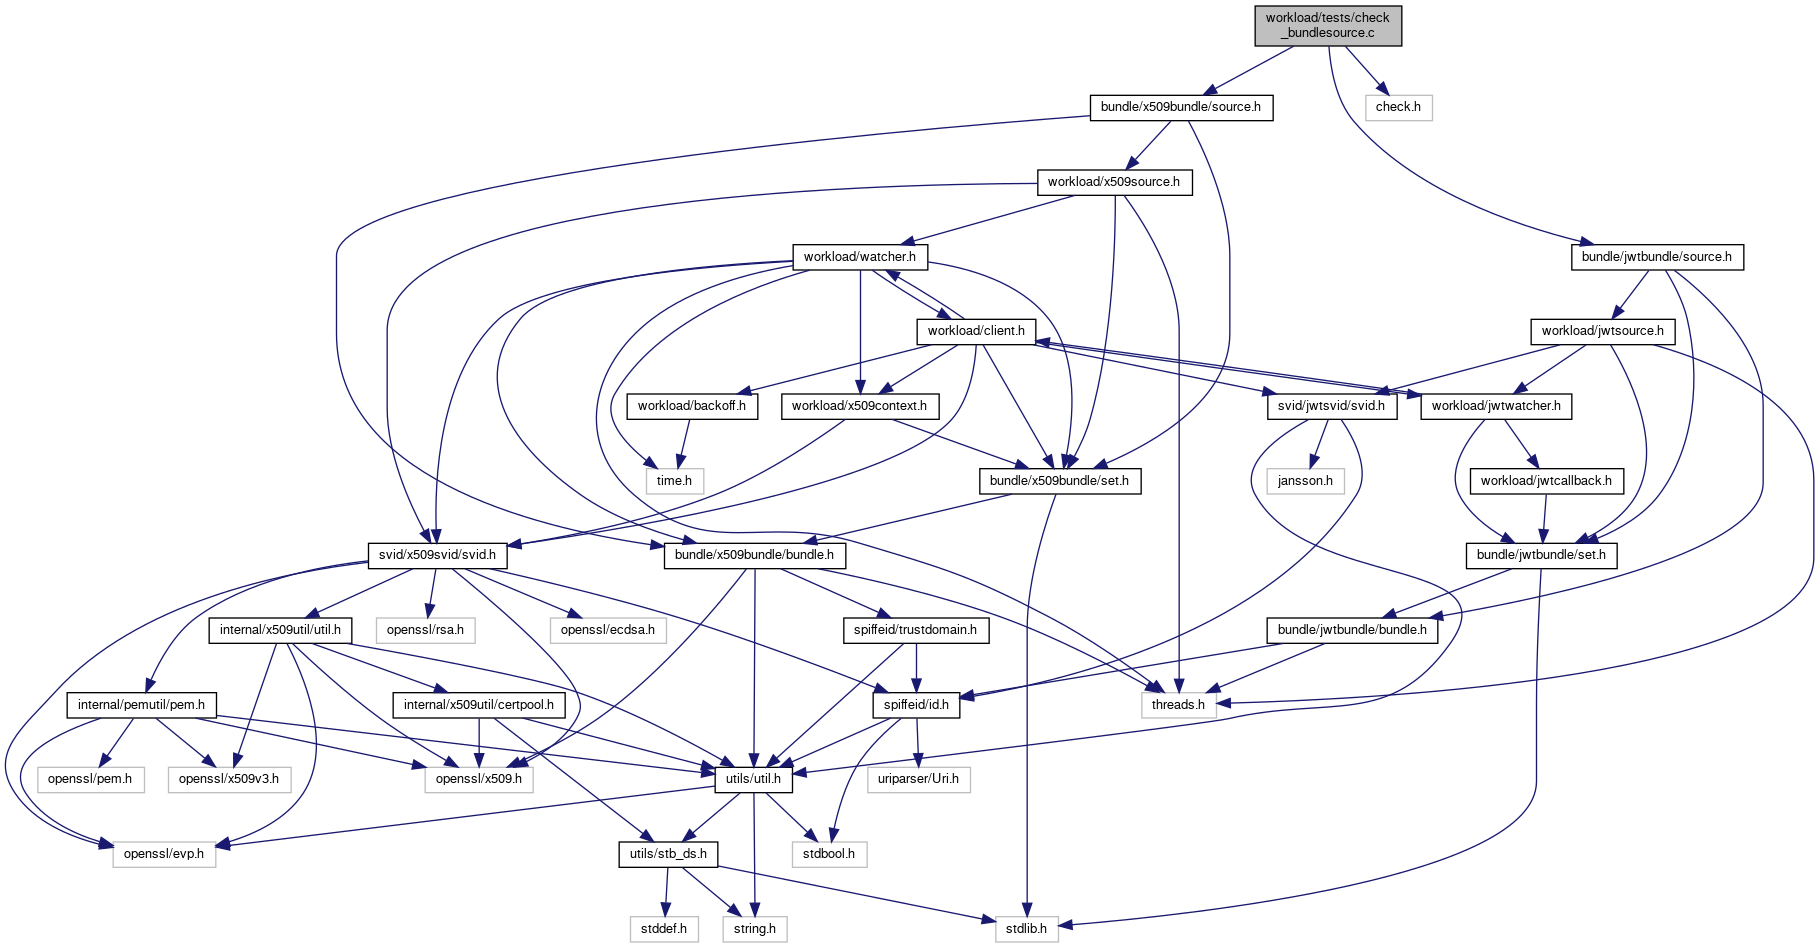 workload/tests/check
_bundlesource.c
bundle/x509bundle/source.h
check.h
workload/x509source.h
workload/watcher.h
bundle/jwtbundle/source.h
workload/client.h
workload/jwtsource.h
workload/backoff.h
workload/x509context.h
svid/jwtsvid/svid.h
workload/jwtwatcher.h
time.h
bundle/x509bundle/set.h
jansson.h
workload/jwtcallback.h
svid/x509svid/svid.h
bundle/x509bundle/bundle.h
bundle/jwtbundle/set.h
internal/x509util/util.h
openssl/rsa.h
openssl/ecdsa.h
spiffeid/trustdomain.h
bundle/jwtbundle/bundle.h
internal/pemutil/pem.h
internal/x509util/certpool.h
spiffeid/id.h
threads.h
openssl/pem.h
openssl/x509v3.h
openssl/x509.h
utils/util.h
uriparser/Uri.h
openssl/evp.h
utils/stb_ds.h
stdbool.h
stddef.h
string.h
stdlib.h